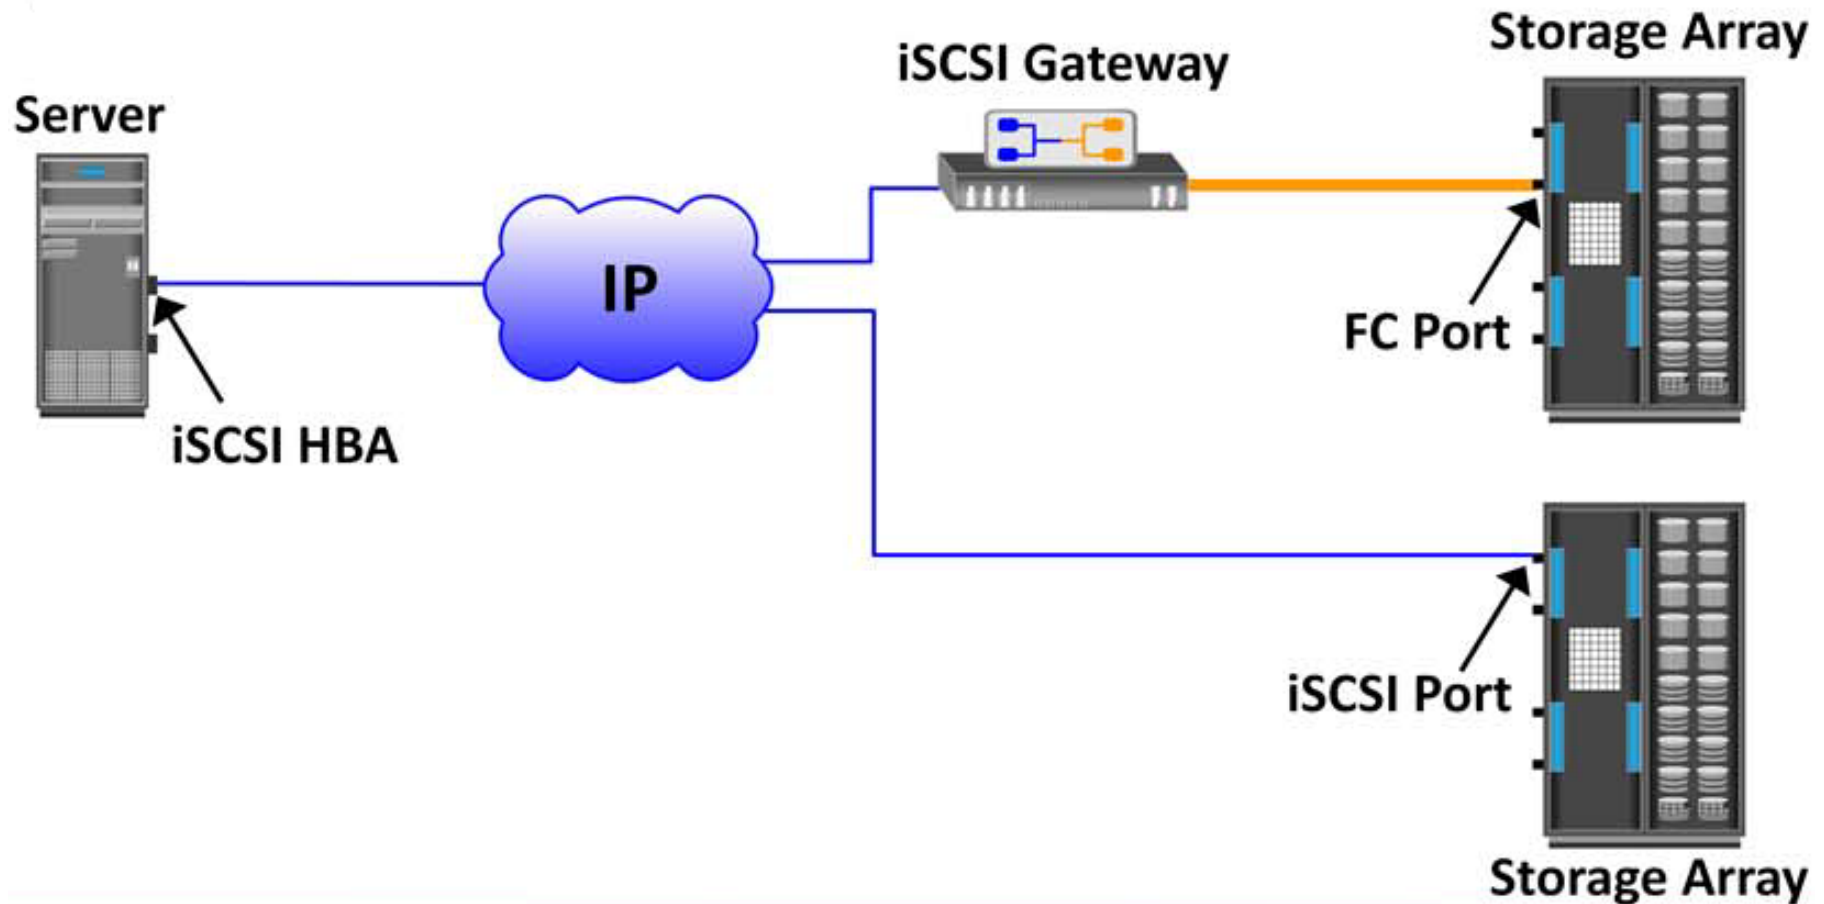 Storage Array
iSCSI Gateway
Server
IP
FC Port
iSCSI HBA
iSCSI Port
Storage Array